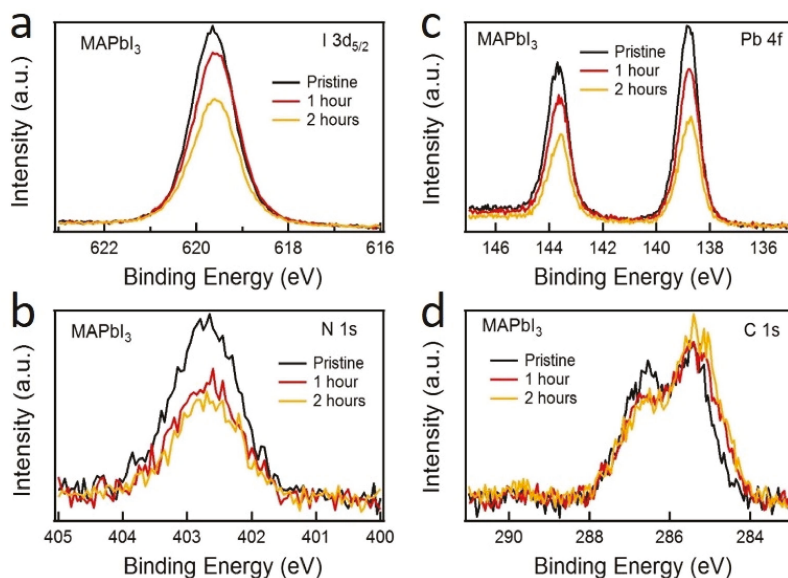 a
MAPbI3
I 3d5/2
Pristine
1 hour
2 hours
Intensity (a.u.)
622 620 618 616
Binding Energy (eV)
c
MAPbI3
Pb 4f
Pristine
1 hour
2 hours
Intensity (a.u.)
146 144 142 140 138 136
Binding Energy (eV)
b
MAPbI3
N 1s
Pristine
1 hour
2 hours
Intensity (a.u.)
405 404 403 402 401 400
Binding Energy (eV)
d
MAPbI3
C 1s
Pristine
1 hour
2 hours
Intensity (a.u.)
290 288 286 284
Binding Energy (eV)